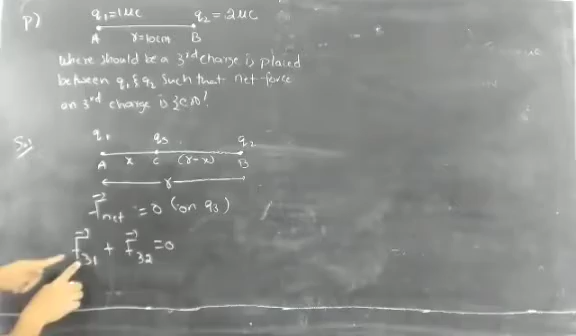 P)
q₁=1μC q₂=2μC
A r=10cm B
where should be a 3rd charge is placed
between q₁ & q₂ such that net-force
on 3rd charge is zero!
Sol
q₁ q₃ q₂
A x C (r-x) B
r
F⃗net = 0 (on q₃)
F⃗₃₁ + F⃗₃₂ = 0